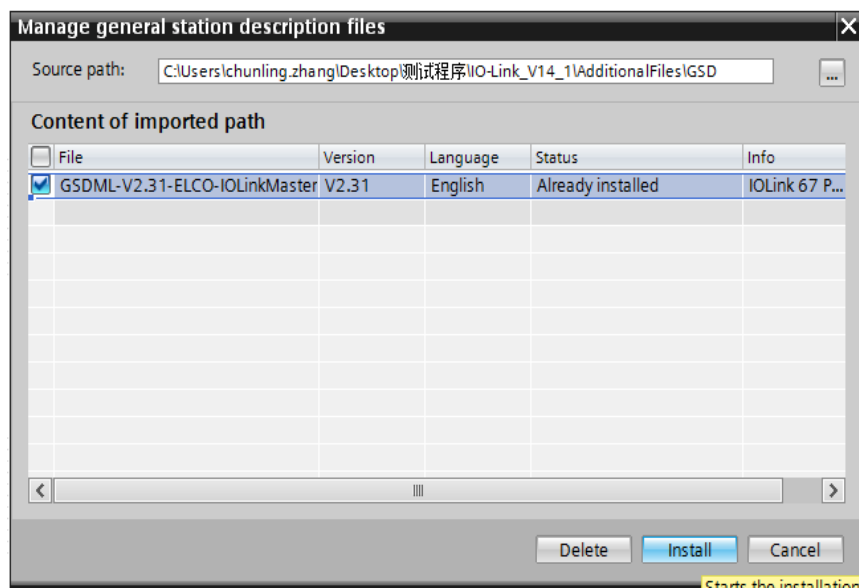 Manage general station description files
Source path: C:\Users\chunling.zhang\Desktop\测试程序\IO-Link_V14_1\AdditionalFiles\GSD ...
Content of imported path
File Version Language Status Info
GSDML-V2.31-ELCO-IOLinkMaster V2.31 English Already installed IOLink 67 P...
Delete Install Cancel
Starts the installation